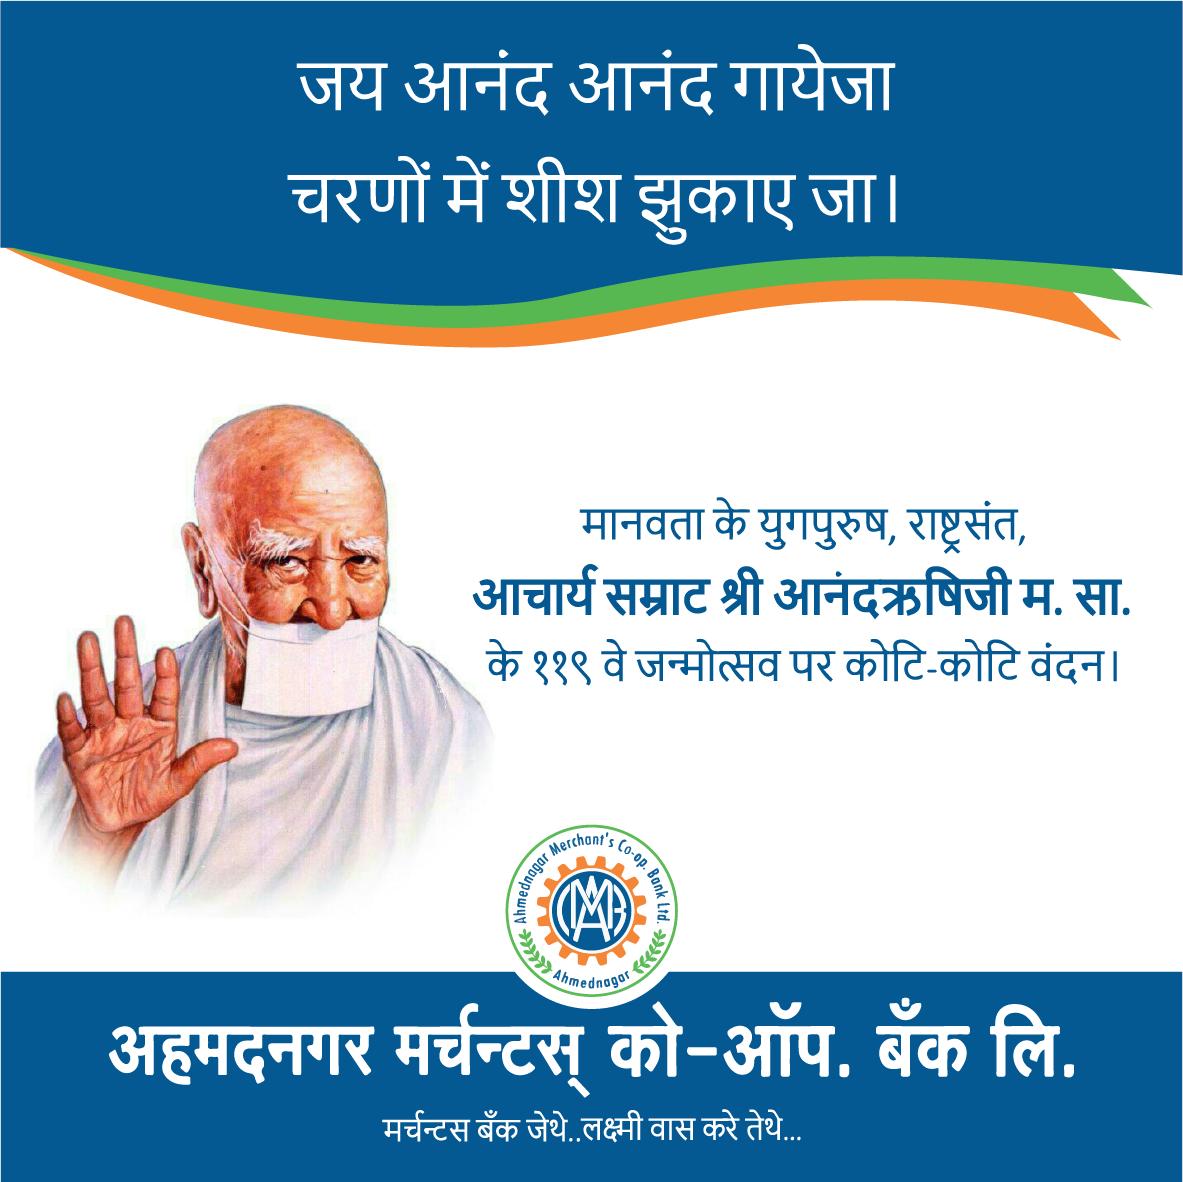 जय आनंद आनंद गायेजा
चरणों में शीश झुकाए जा।
मानवता के युगपुरुष, राष्ट्रसंत,
आचार्य सम्राट श्री आनंदऋषिजी म. सा.
के ११९ वे जन्मोत्सव पर कोटि-कोटि वंदन।
Ahmednagar Merchant's Co-op. Bank Ltd.
AMCB
Ahmednagar
अहमदनगर मर्चन्टस् को-ऑप. बँक लि.
मर्चन्टस बँक जेथे..लक्ष्मी वास करे तेथे...